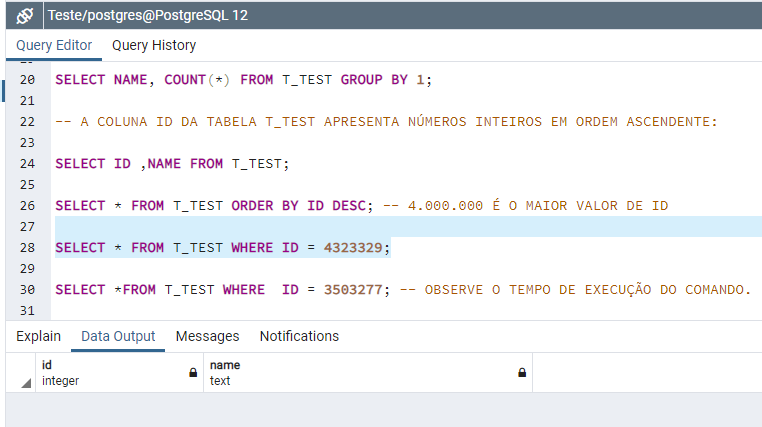 Teste/postgres@PostgreSQL 12
Query Editor Query History
20 SELECT NAME, COUNT(*) FROM T_TEST GROUP BY 1;
21
22 -- A COLUNA ID DA TABELA T_TEST APRESENTA NÚMEROS INTEIROS EM ORDEM ASCENDENTE:
23
24 SELECT ID ,NAME FROM T_TEST;
25
26 SELECT * FROM T_TEST ORDER BY ID DESC; -- 4.000.000 É O MAIOR VALOR DE ID
27
28 SELECT * FROM T_TEST WHERE ID = 4323329;
29
30 SELECT *FROM T_TEST WHERE  ID = 3503277; -- OBSERVE O TEMPO DE EXECUÇÃO DO COMANDO.
31
Explain Data Output Messages Notifications
id name
integer text